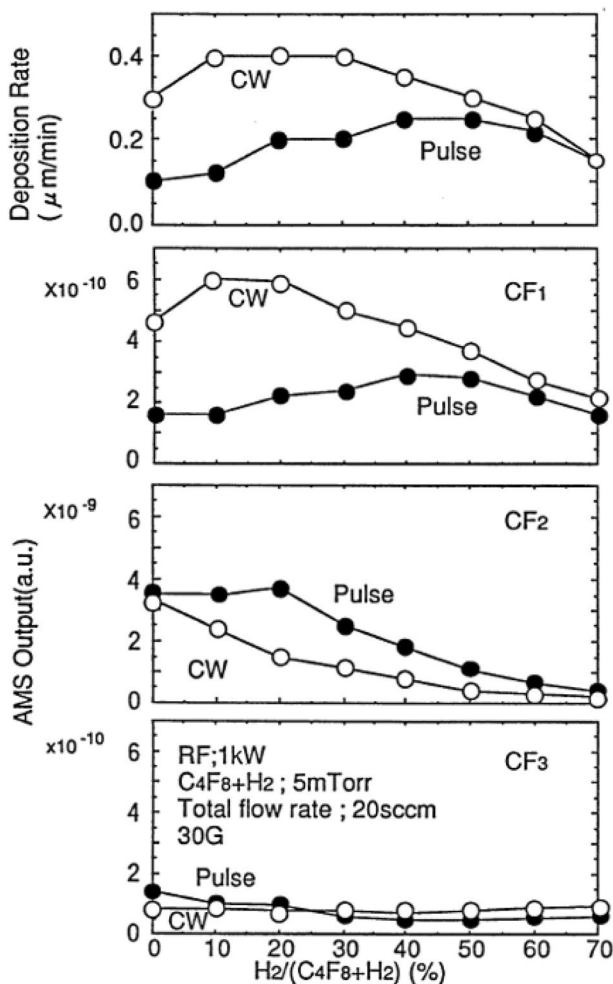 Deposition Rate
(μm/min)
0.4
0.2
0.0
CW
Pulse
X10⁻¹⁰
6
4
2
0
CF₁
CW
Pulse
AMS Output(a.u.)
X10⁻⁹
6
4
2
0
CF₂
Pulse
CW
x10⁻¹⁰
6
4
2
0
RF;1kW
C₄F₈+H₂ ; 5mTorr
Total flow rate ; 20sccm
30G
CF₃
Pulse
CW
0 10 20 30 40 50 60 70
H₂/(C₄F₈+H₂) (%)